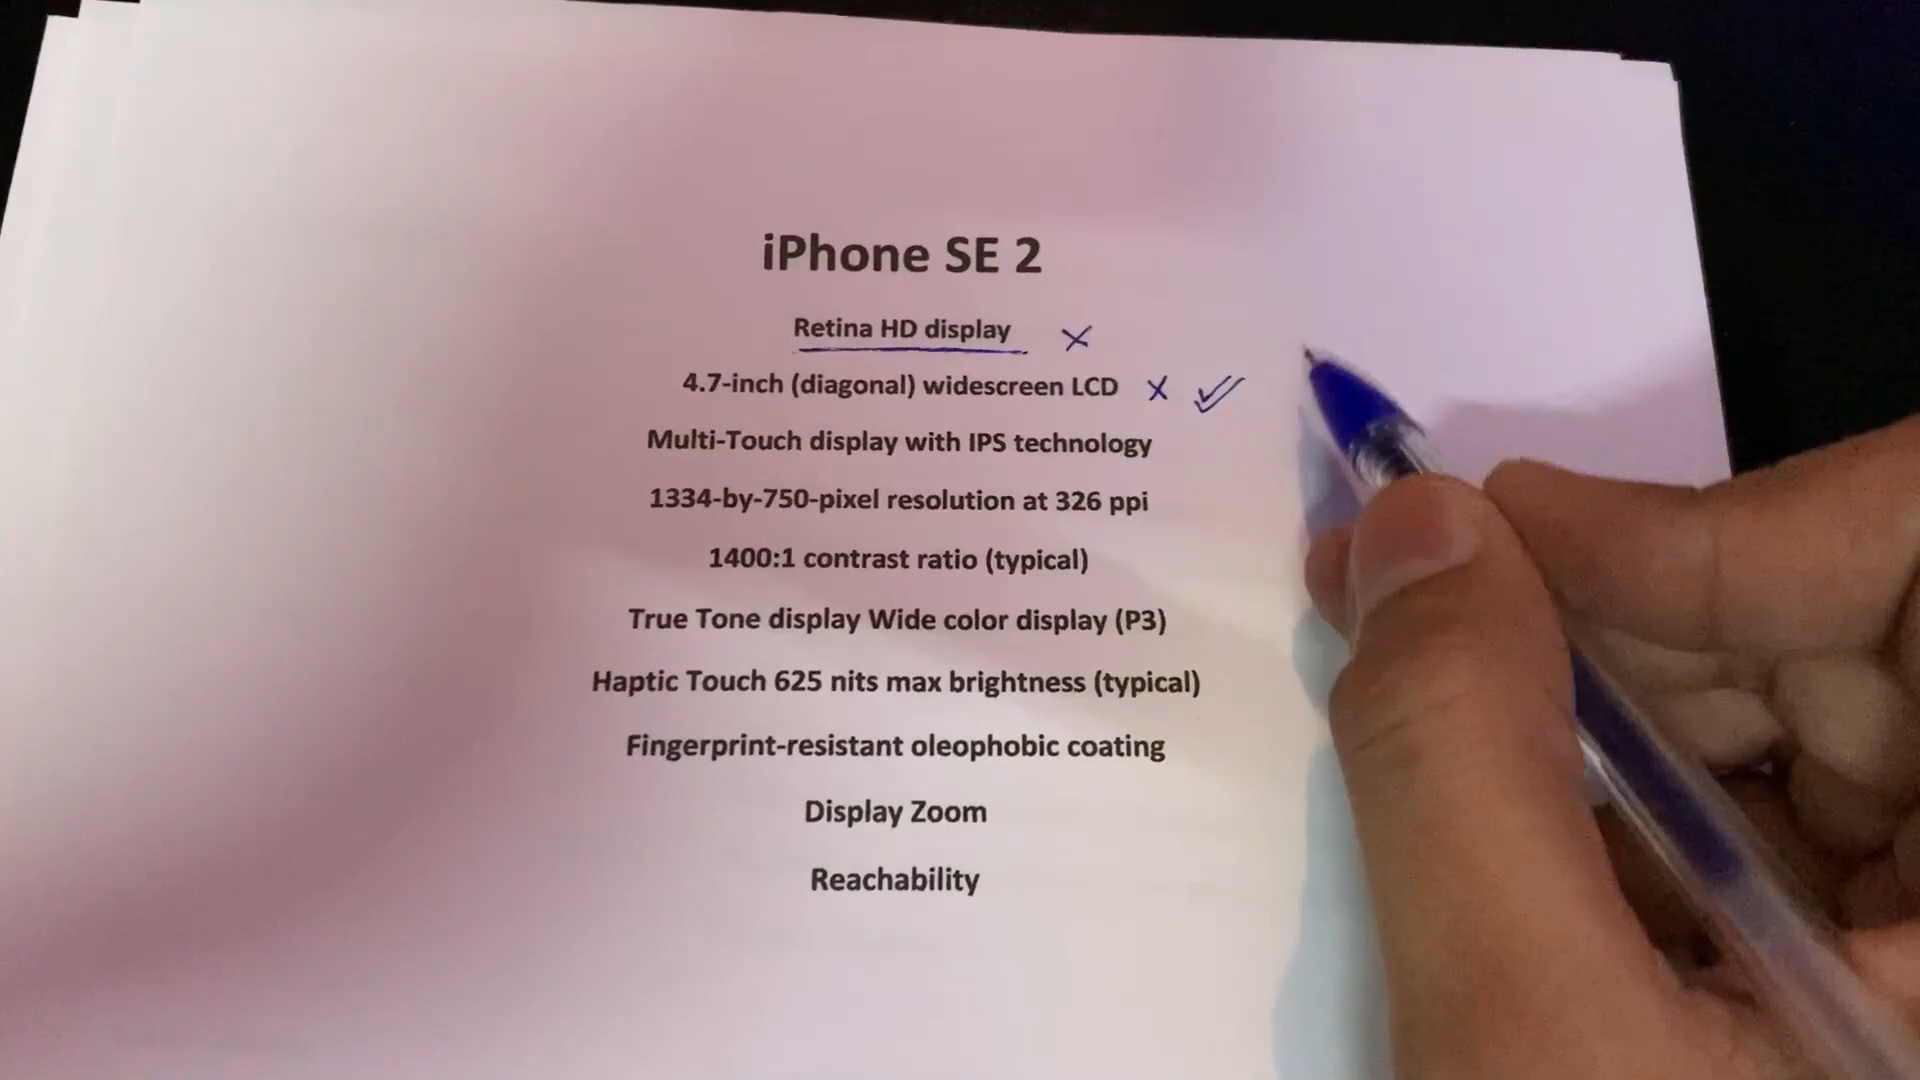 iPhone SE 2
Retina HD display X
4.7-inch (diagonal) widescreen LCD X ✓
Multi-Touch display with IPS technology
1334-by-750-pixel resolution at 326 ppi
1400:1 contrast ratio (typical)
True Tone display Wide color display (P3)
Haptic Touch 625 nits max brightness (typical)
Fingerprint-resistant oleophobic coating
Display Zoom
Reachability